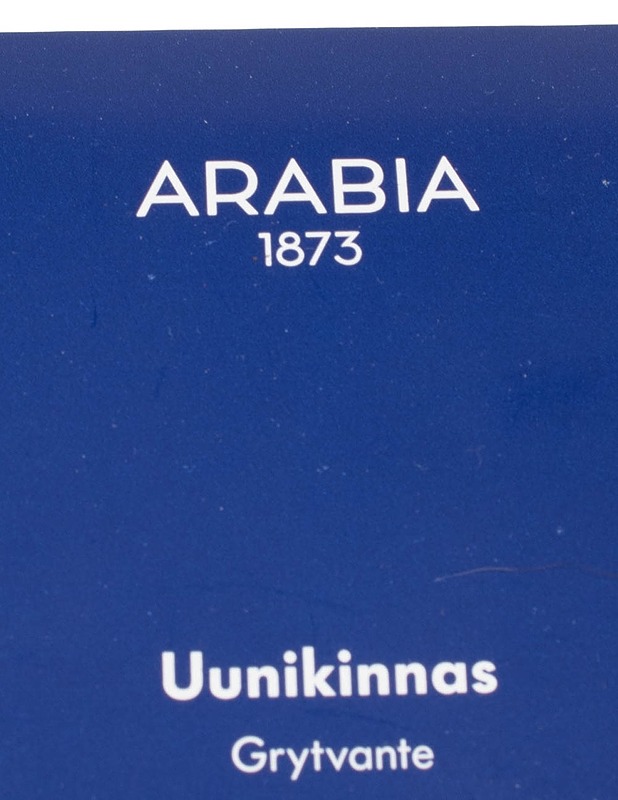 ARABIA
1873
Uunikinnas
Grytvante